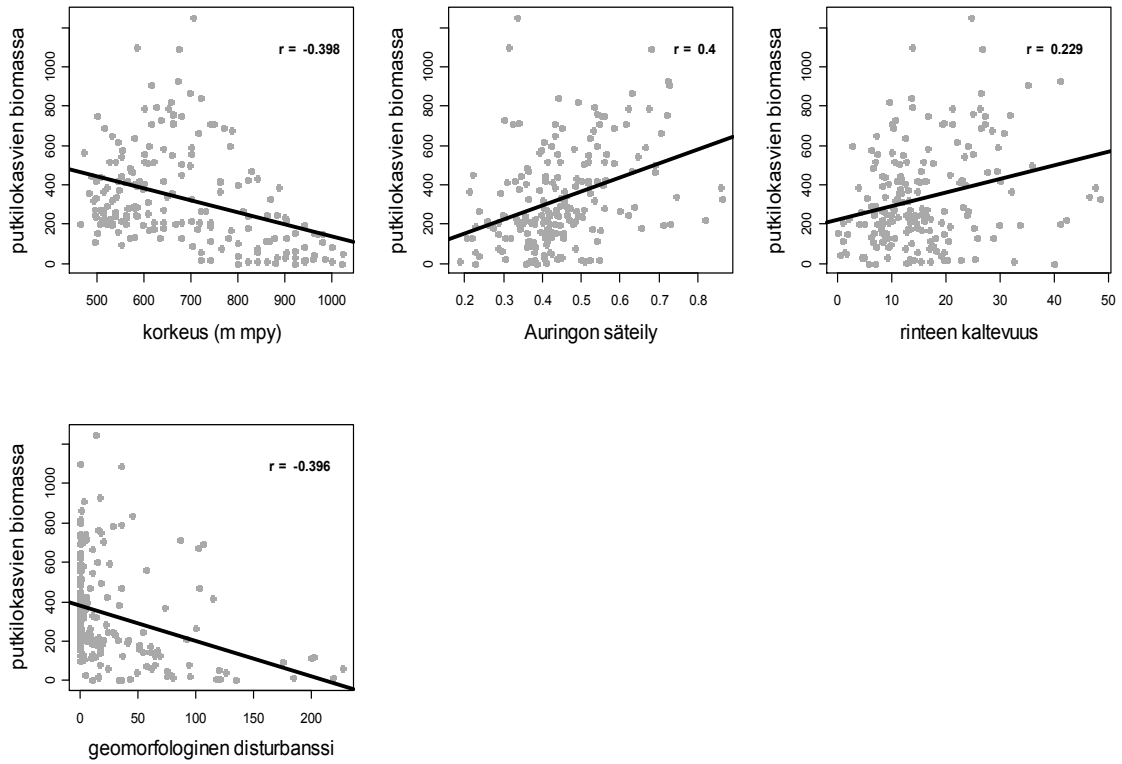 putkilokasvien biomassa
0 200 400 600 800 1000
r = -0.398
500 600 700 800 900 1000
korkeus (m mpy)
putkilokasvien biomassa
0 200 400 600 800 1000
r = 0.4
0.2 0.3 0.4 0.5 0.6 0.7 0.8
Auringon säteily
putkilokasvien biomassa
0 200 400 600 800 1000
r = 0.229
0 10 20 30 40 50
rinteen kaltevuus
putkilokasvien biomassa
0 200 400 600 800 1000
r = -0.396
0 50 100 150 200
geomorfologinen disturbanssi